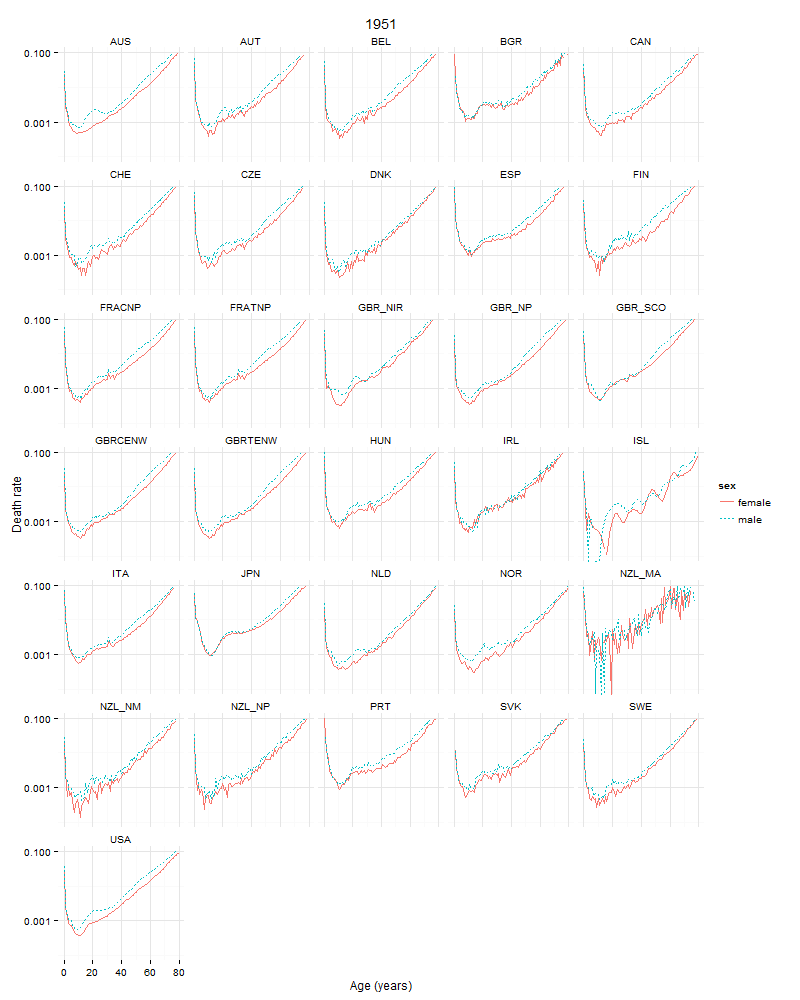 1951
AUS AUT BEL BGR CAN
0.100
0.001
CHE CZE DNK ESP FIN
0.100
0.001
FRACNP FRATNP GBR_NIR GBR_NP GBR_SCO
0.100
0.001
GBRCENW GBRTENW HUN IRL ISL
0.100
0.001
Death rate
sex
female
male
ITA JPN NLD NOR NZL_MA
0.100
0.001
NZL_NM NZL_NP PRT SVK SWE
0.100
0.001
USA
0.100
0.001
0 20 40 60 80
Age (years)